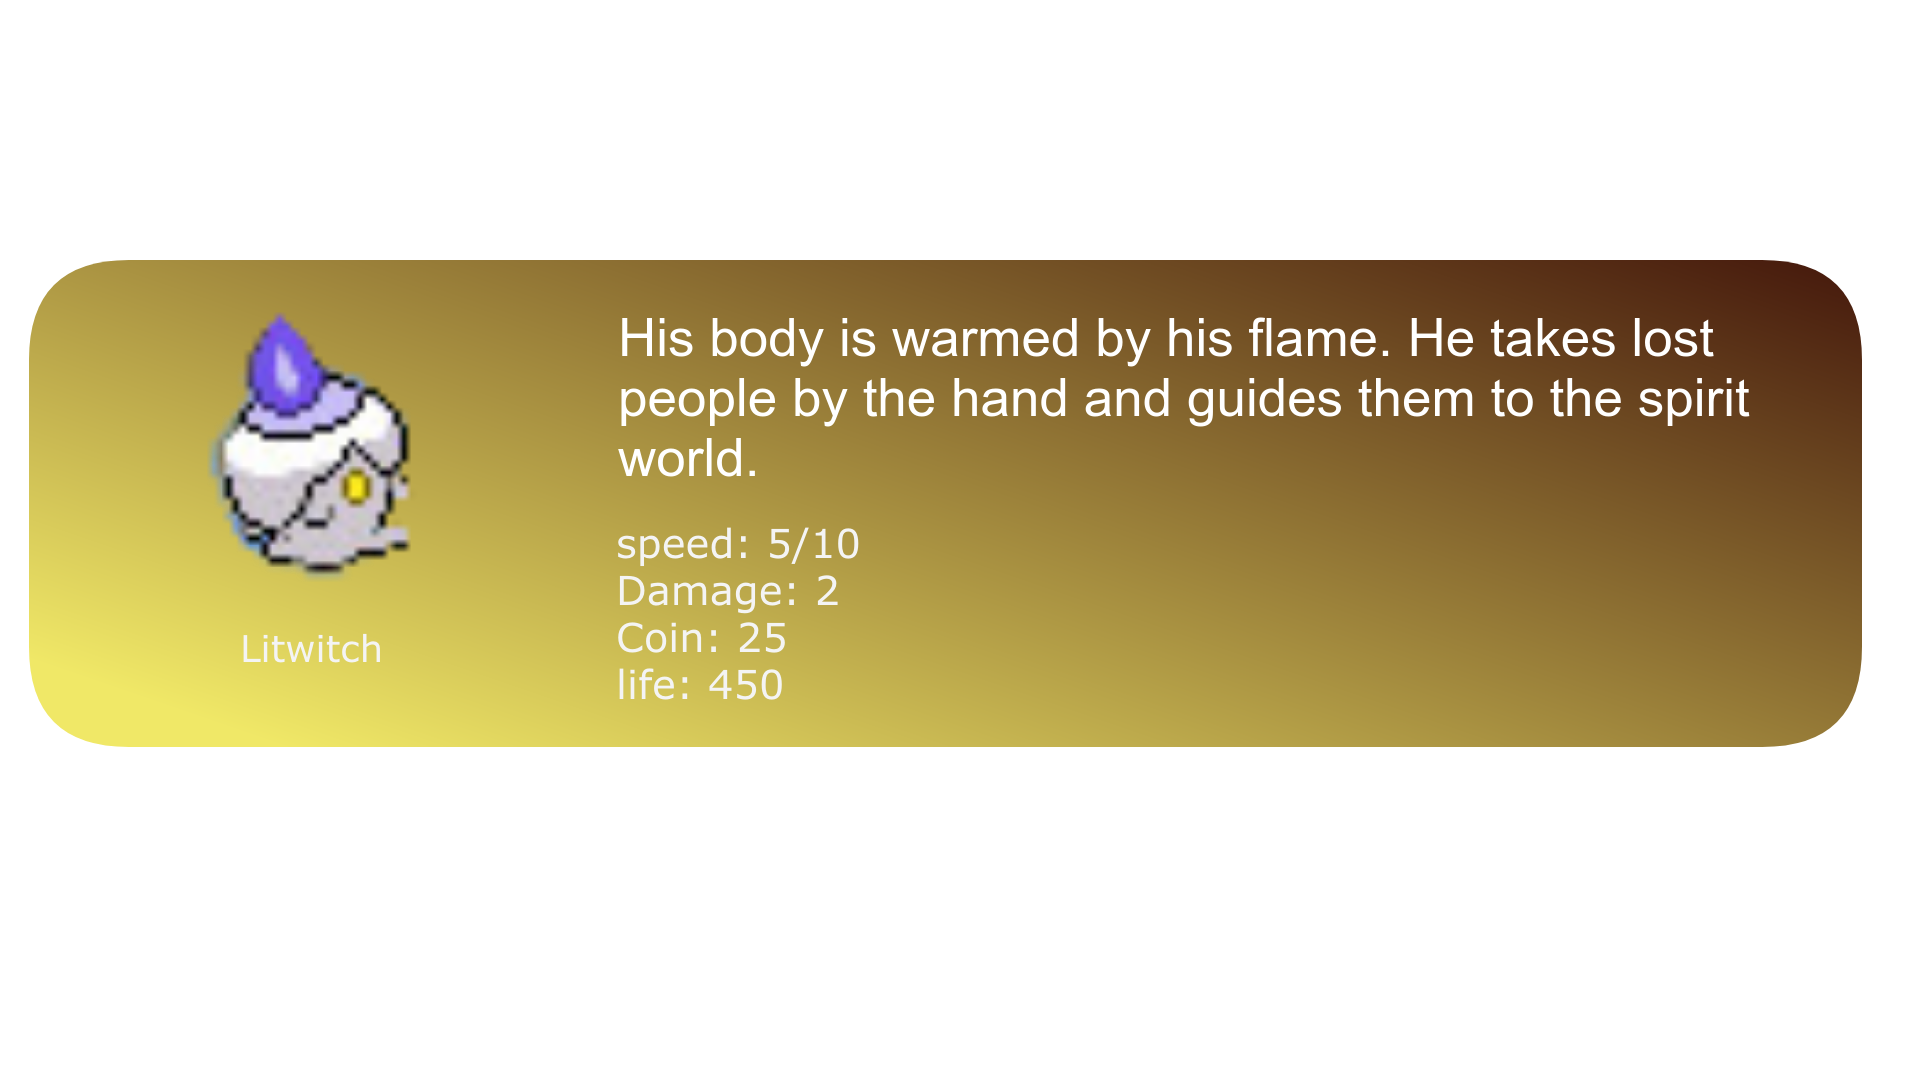 His body is warmed by his flame. He takes lost
people by the hand and guides them to the spirit
world.
speed: 5/10
Damage: 2
Coin: 25
life: 450
Litwitch